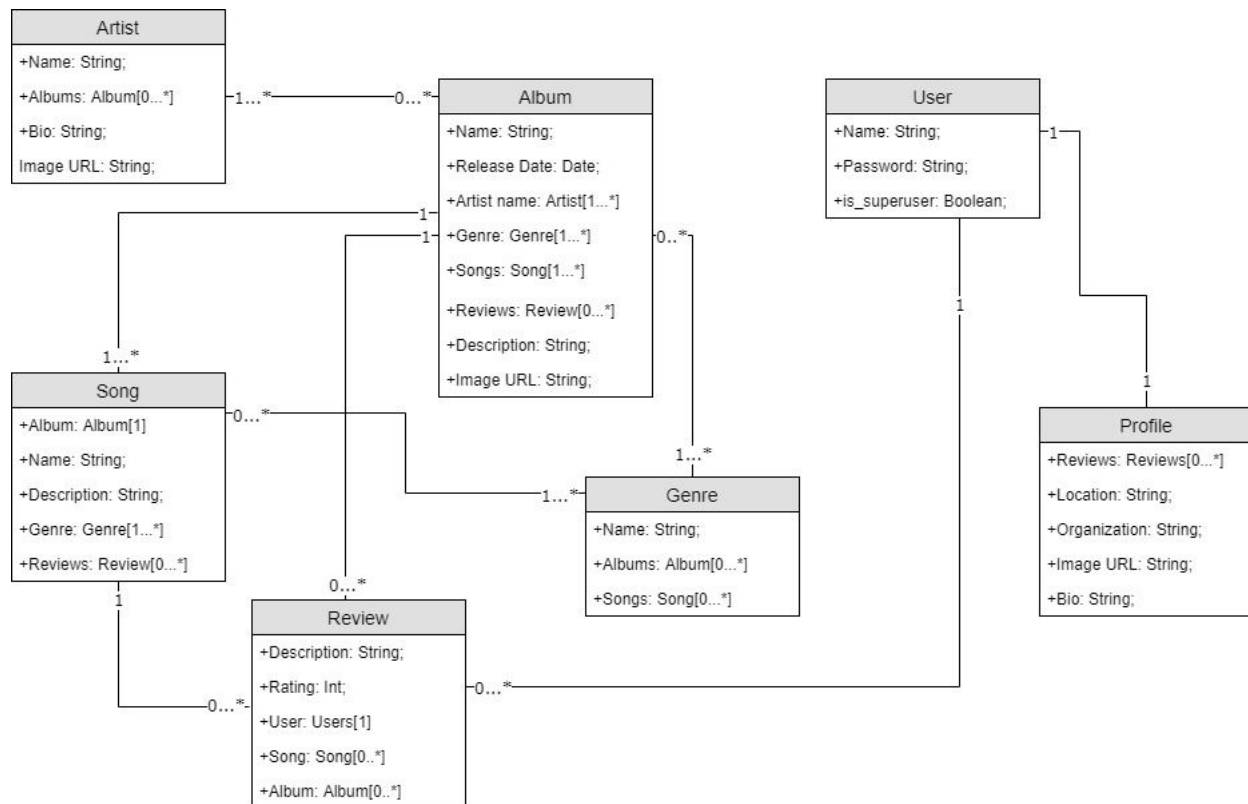 Artist
+Name: String;
+Albums: Album[0...*]
+Bio: String;
Image URL: String;
1...*
0...*
Album
+Name: String;
+Release Date: Date;
+Artist name: Artist[1...*]
+Genre: Genre[1...*]
+Songs: Song[1...*]
+Reviews: Review[0...*]
+Description: String;
+Image URL: String;
User
+Name: String;
+Password: String;
+is_superuser: Boolean;
1
1
1
0...*
1
1...*
1
1...*
Song
+Album: Album[1]
+Name: String;
+Description: String;
+Genre: Genre[1...*]
+Reviews: Review[0...*]
0...*
1...*
Genre
+Name: String;
+Albums: Album[0...*]
+Songs: Song[0...*]
1
Profile
+Reviews: Reviews[0...*]
+Location: String;
+Organization: String;
+Image URL: String;
+Bio: String;
1
0...*
0...*
Review
+Description: String;
+Rating: Int;
+User: Users[1]
+Song: Song[0..*]
+Album: Album[0..*]
0...*